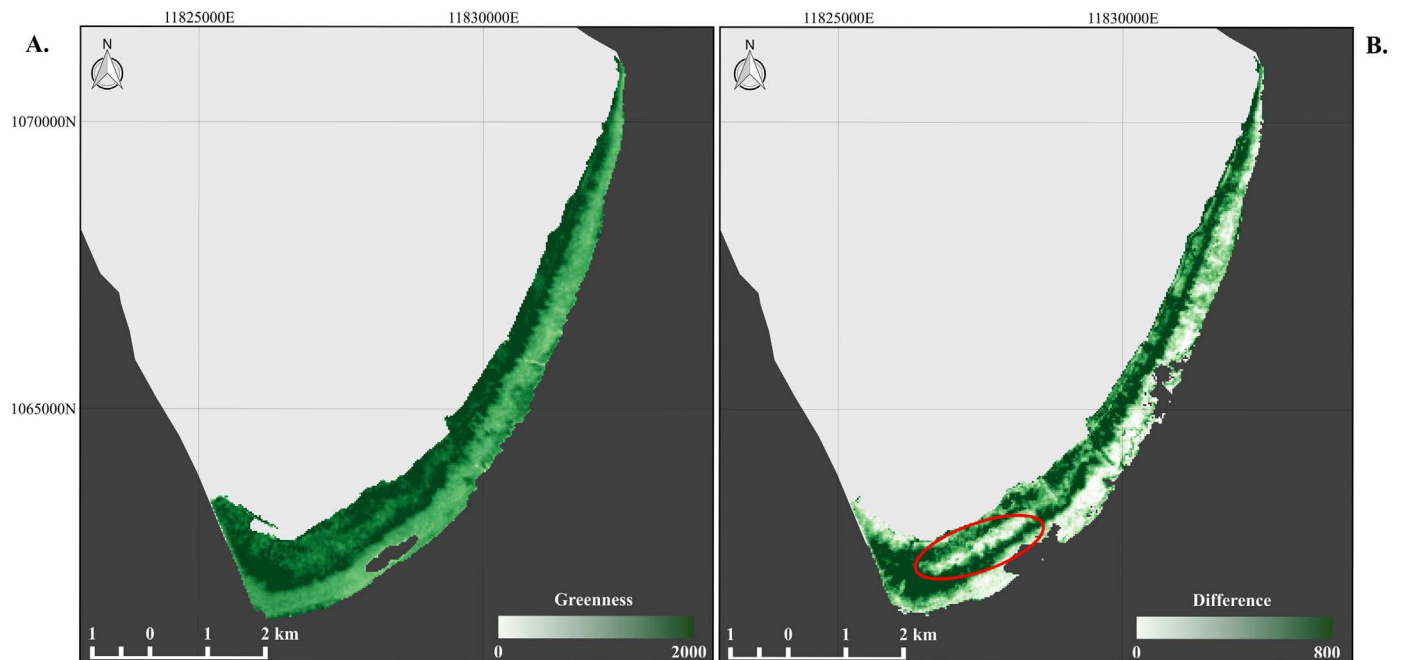 11825000E 11830000E 11825000E 11830000E
A. B.
N N
1070000N
1065000N
Greenness Difference
1 0 1 2 km 1 0 1 2 km
0 2000 0 800